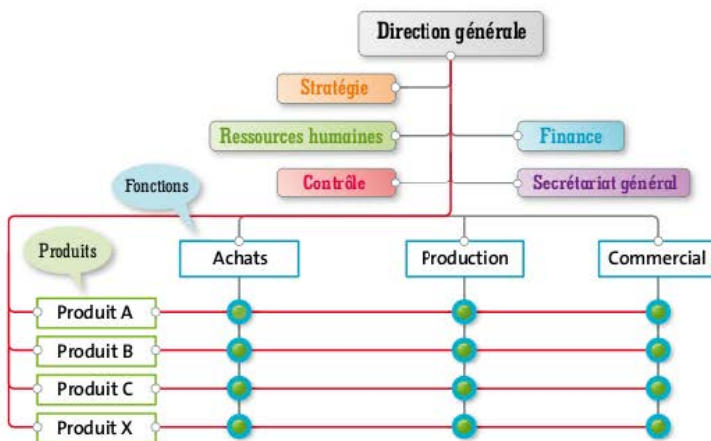 Direction générale
Stratégie
Ressources humaines
Finance
Contrôle
Secrétariat général
Fonctions
Produits
Achats
Production
Commercial
Produit A
Produit B
Produit C
Produit X